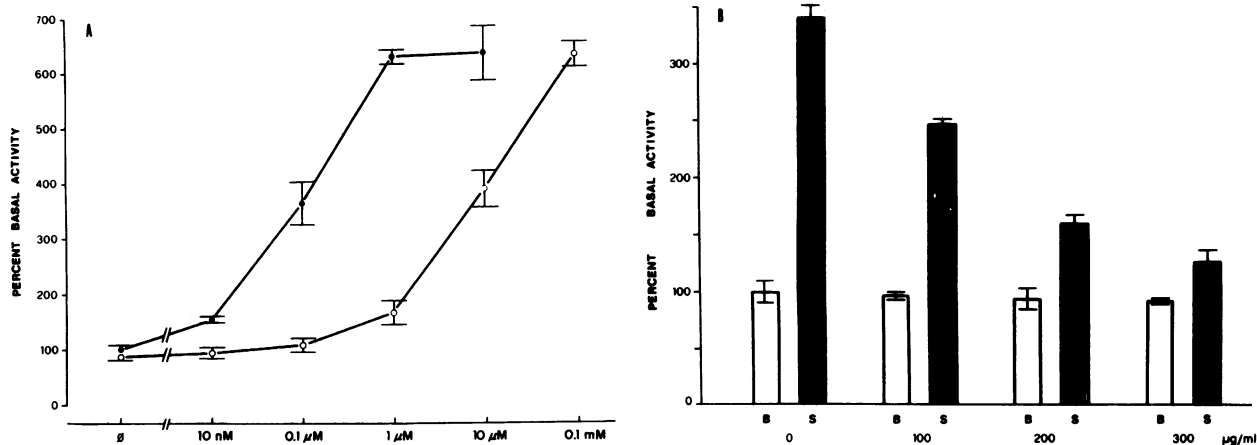 A
PERCENT BASAL ACTIVITY
700
600
500
400
300
200
100
0
ø
10 nM
0.1 µM
1 µM
10 µM
0.1 mM
B
PERCENT BASAL ACTIVITY
300
200
100
0
B S B S B S B S
0 100 200 300 µg/ml